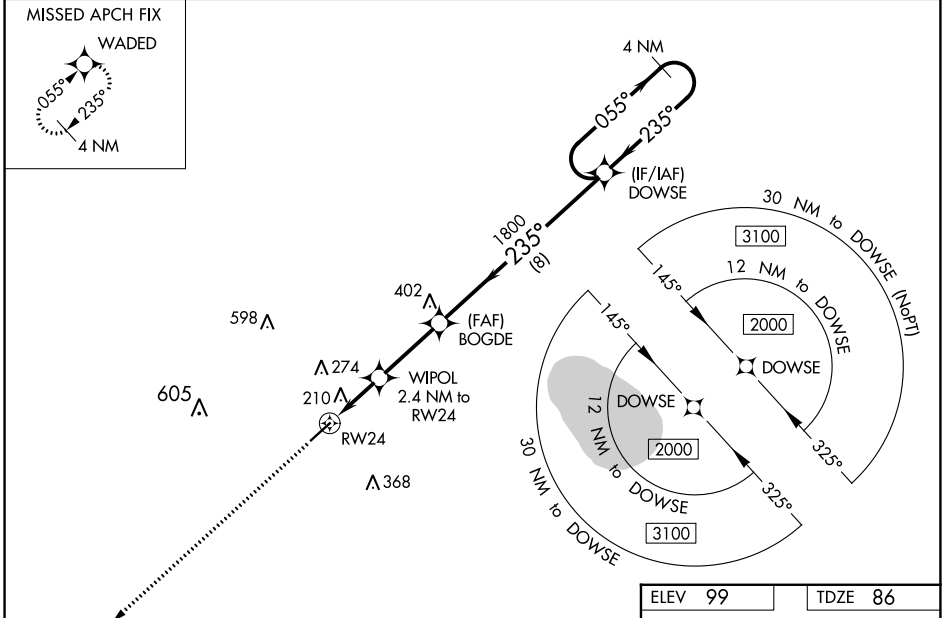 MISSED APCH FIX
WADED
055°
235°
4 NM
4 NM
055°
235°
(IF/IAF)
DOWSE
1800
235°
(8)
402
(FAF)
BOGDE
598
274
WIPOL
2.4 NM to
RW24
210
605
RW24
368
30 NM to DOWSE (NoPT)
3100
145°
12 NM to DOWSE
2000
DOWSE
325°
145°
DOWSE
12 NM to DOWSE
2000
325°
30 NM to DOWSE
3100
ELEV 99
TDZE 86